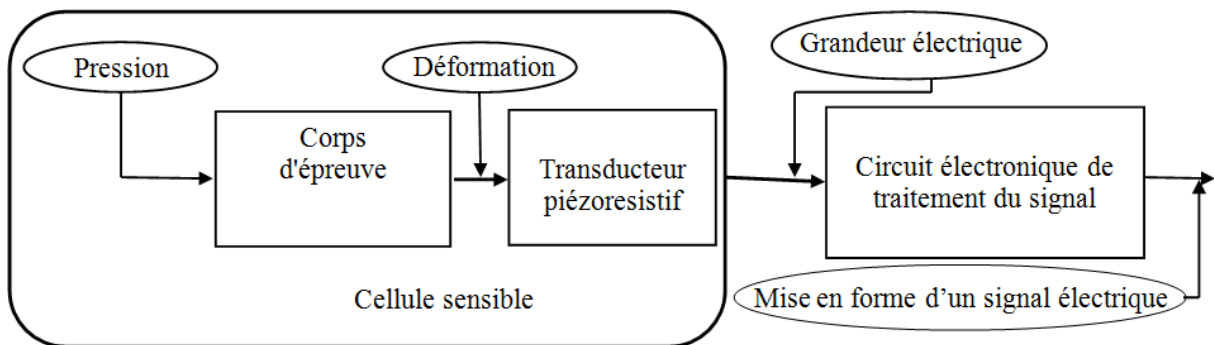 Pression
Déformation
Grandeur électrique
Corps
d'épreuve
Transducteur
piézoresistif
Circuit électronique de
traitement du signal
Cellule sensible
Mise en forme d’un signal électrique